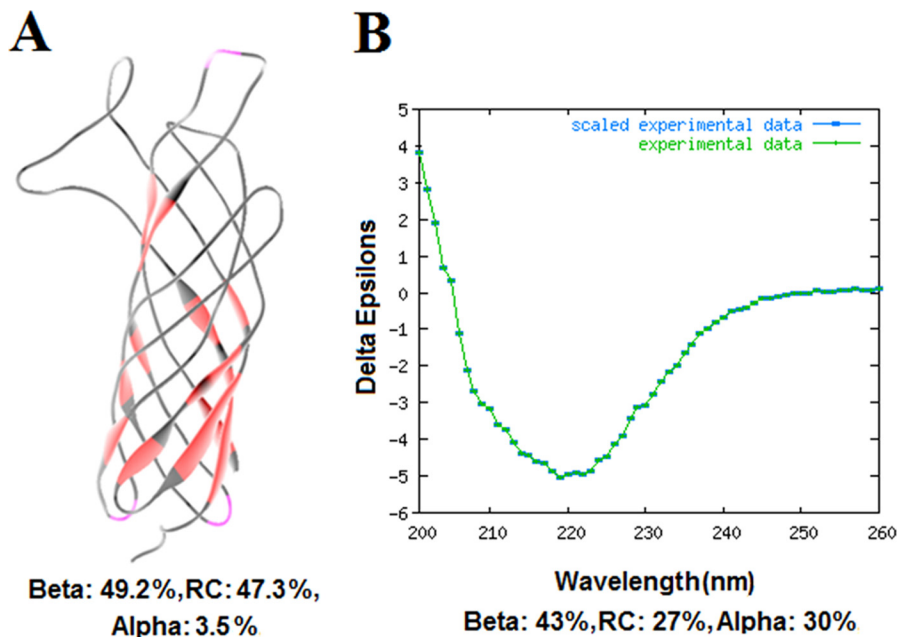 A
B
Beta: 49.2%,RC: 47.3%,
Alpha: 3.5%
5
4
3
2
1
0
-1
-2
-3
-4
-5
-6
Delta Epsilons
scaled experimental data
experimental data
200 210 220 230 240 250 260
Wavelength(nm)
Beta: 43%,RC: 27%,Alpha: 30%